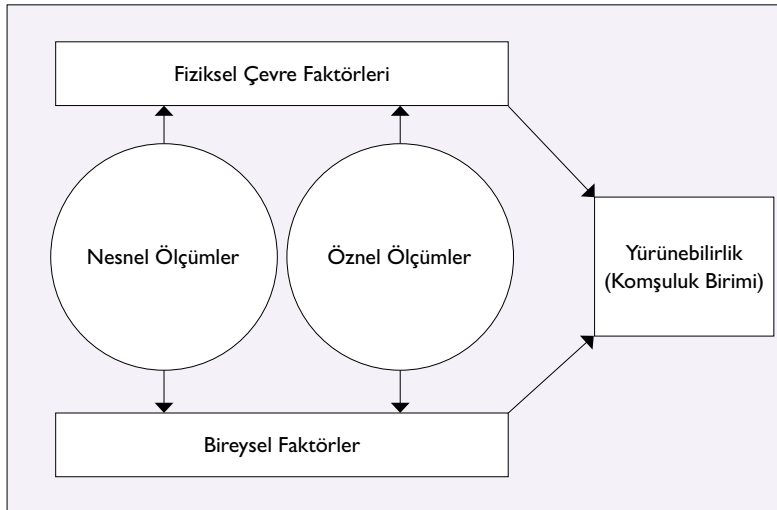 Fiziksel Çevre Faktörleri
Nesnel Ölçümler
Öznel Ölçümler
Yürünebilirlik
(Komşuluk Birimi)
Bireysel Faktörler